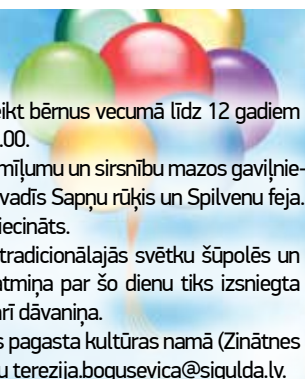 eikt bērnus vecumā līdz 12 gadiem
.00.
mīļumu un sirsnību mazos gaviļnie-
vadīs Sapņu rūķis un Spilvenu feja.
iecināts.
tradicionālajās svētku šūpolēs un
atmiņa par šo dienu tiks izsniegta
arī dāvaniņa.
s pagasta kultūras namā (Zinātnes
u terezija.bogusevica@sigulda.lv.